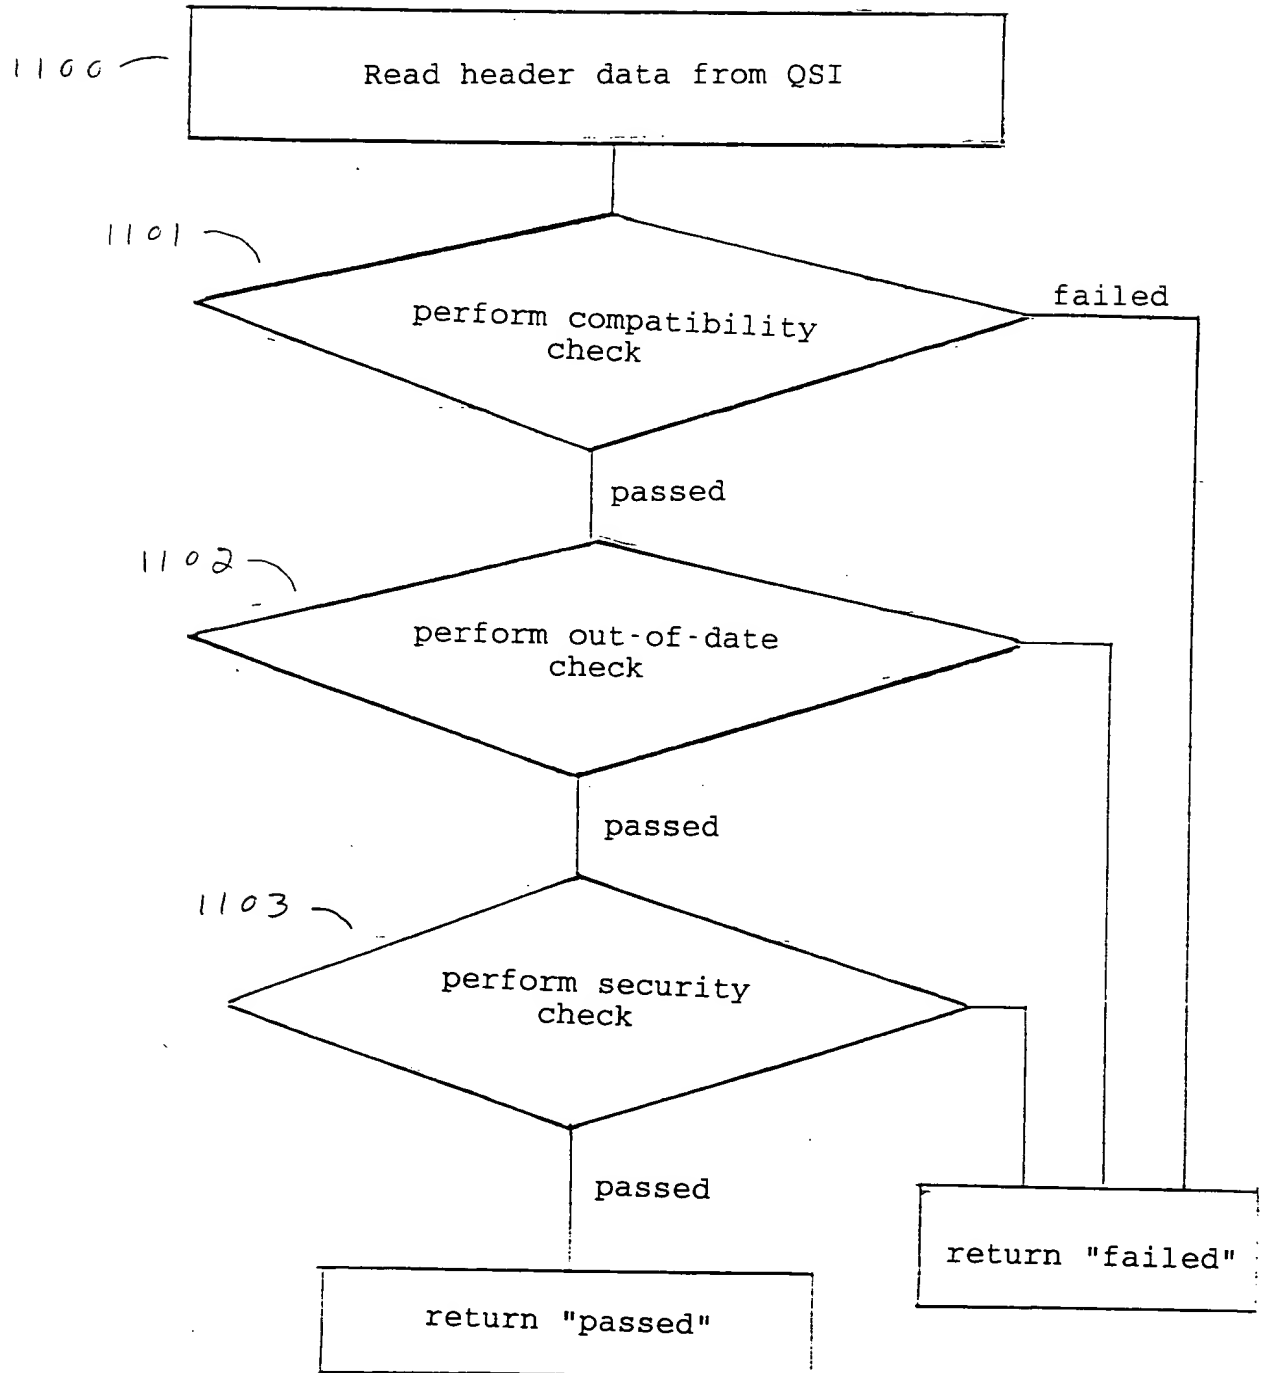 1100
Read header data from QSI
1101
failed
perform compatibility
check
passed
1102
perform out-of-date
check
passed
1103
perform security
check
passed
return "failed"
return "passed"